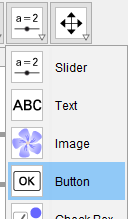 a=2
a=2
Slider
ABC
Text
Image
OK
Button
Check Box